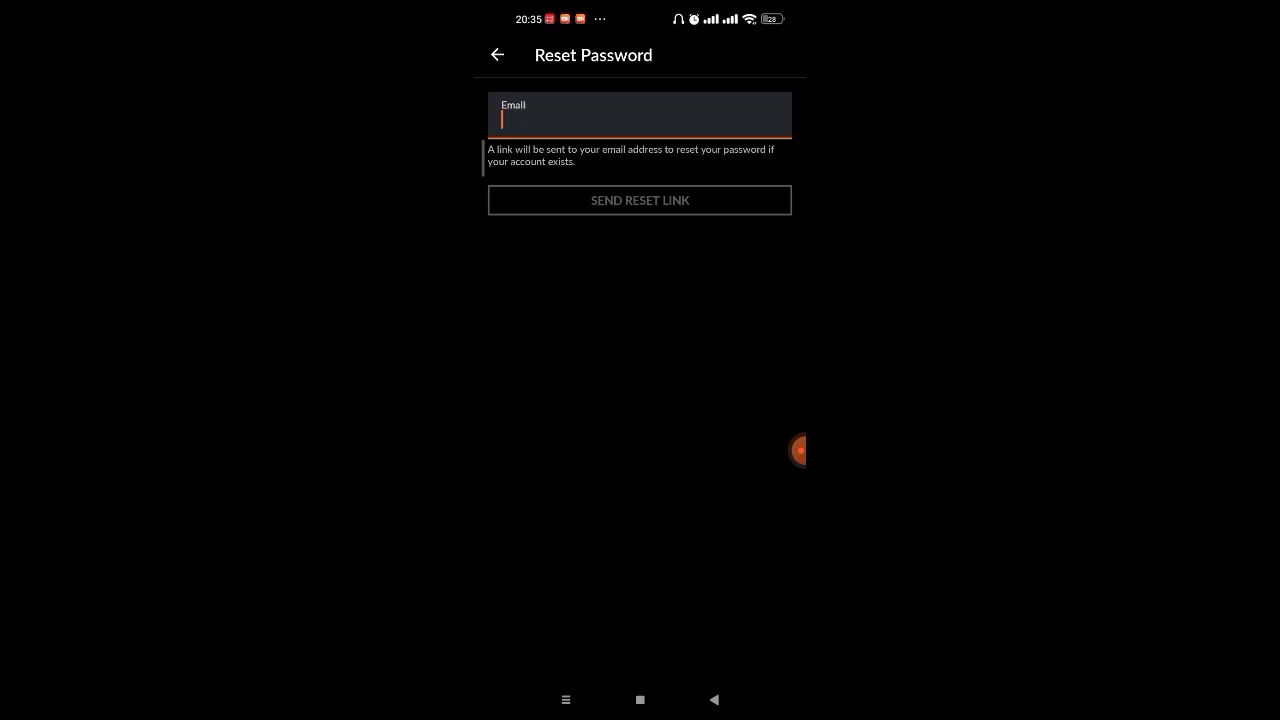 20:35 ... 28
Reset Password
Email
A link will be sent to your email address to reset your password if
your account exists.
SEND RESET LINK